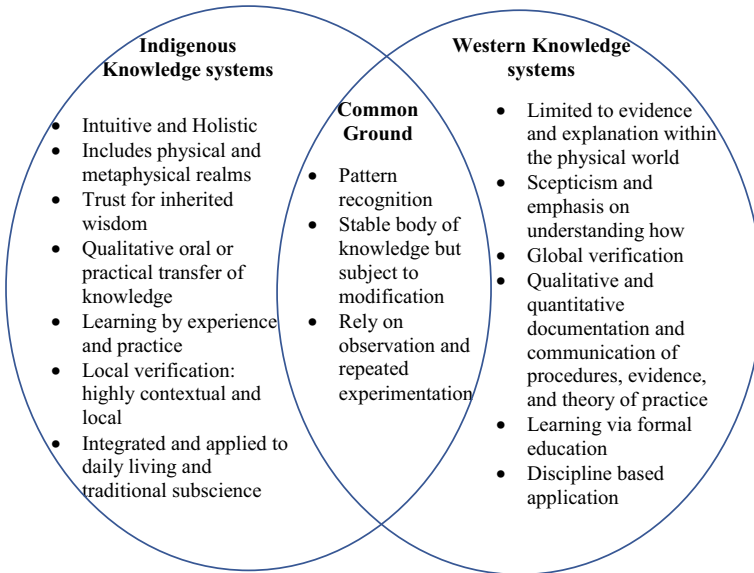 Indigenous
Knowledge systems
• Intuitive and Holistic
• Includes physical and
metaphysical realms
• Trust for inherited
wisdom
• Qualitative oral or
practical transfer of
knowledge
• Learning by experience
and practice
• Local verification:
highly contextual and
local
• Integrated and applied to
daily living and
traditional subscience
Common
Ground
• Pattern
recognition
• Stable body of
knowledge but
subject to
modification
• Rely on
observation and
repeated
experimentation
Western Knowledge
systems
• Limited to evidence
and explanation within
the physical world
• Scepticism and
emphasis on
understanding how
• Global verification
• Qualitative and
quantitative
documentation and
communication of
procedures, evidence,
and theory of practice
• Learning via formal
education
• Discipline based
application